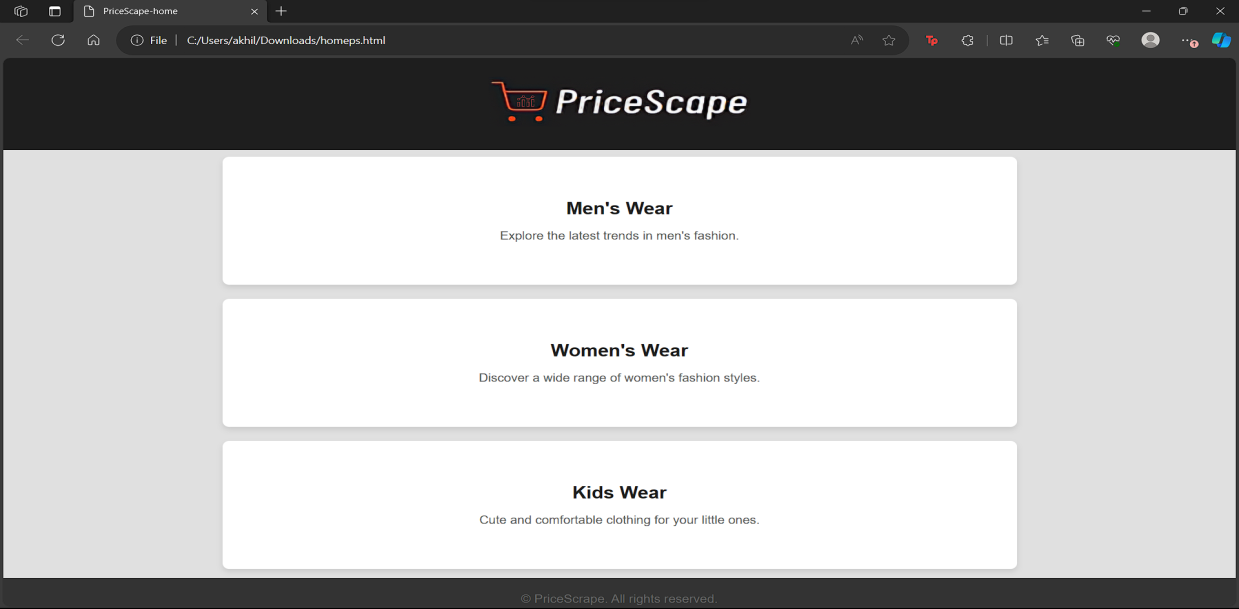 PriceScape-home
File
C:/Users/akhil/Downloads/homeps.html
PriceScape
Men's Wear
Explore the latest trends in men's fashion.
Women's Wear
Discover a wide range of women's fashion styles.
Kids Wear
Cute and comfortable clothing for your little ones.
© PriceScrape. All rights reserved.